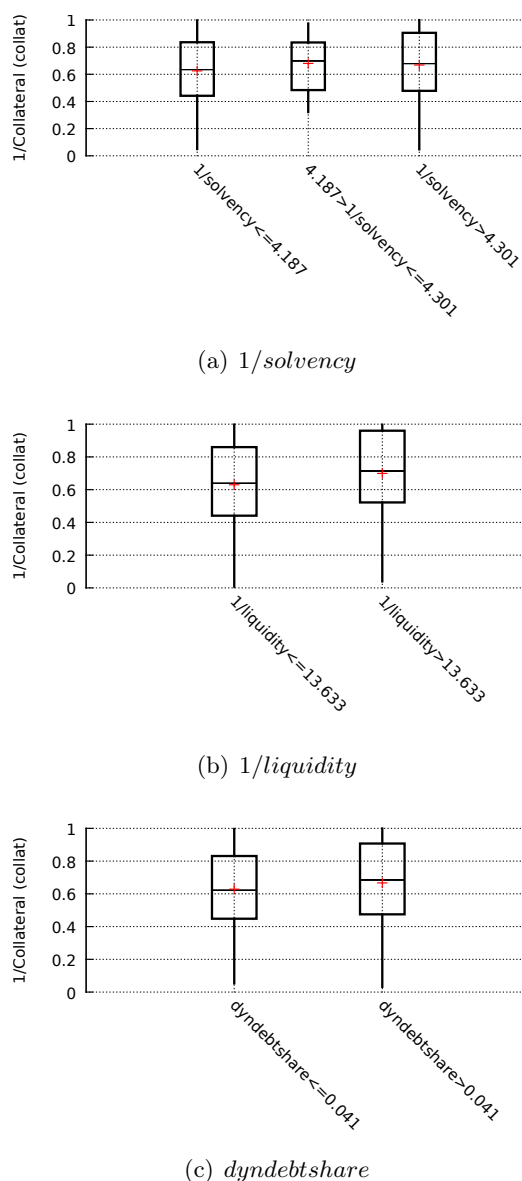 1/Collateral (collat)
1
0.8
0.6
0.4
0.2
0
1/solvency<=4.187
4.187>1/solvency<=4.301
1/solvency>4.301
(a) 1/solvency
1/Collateral (collat)
1
0.8
0.6
0.4
0.2
0
1/liquidity<=13.633
1/liquidity>13.633
(b) 1/liquidity
1/Collateral (collat)
1
0.8
0.6
0.4
0.2
0
dyndebtshare<=0.041
dyndebtshare>0.041
(c) dyndebtshare